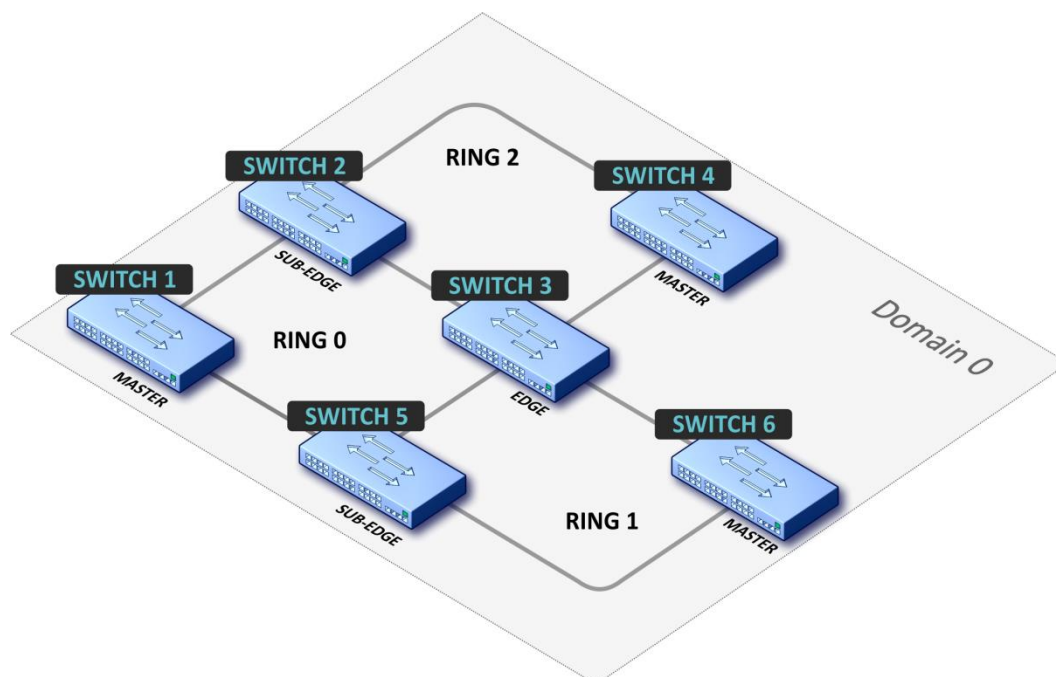 RING 2
SWITCH 2
SWITCH 4
SUB-EDGE
SWITCH 1
SWITCH 3
MASTER
Domain 0
RING 0
MASTER
EDGE
SWITCH 5
SWITCH 6
SUB-EDGE
RING 1
MASTER